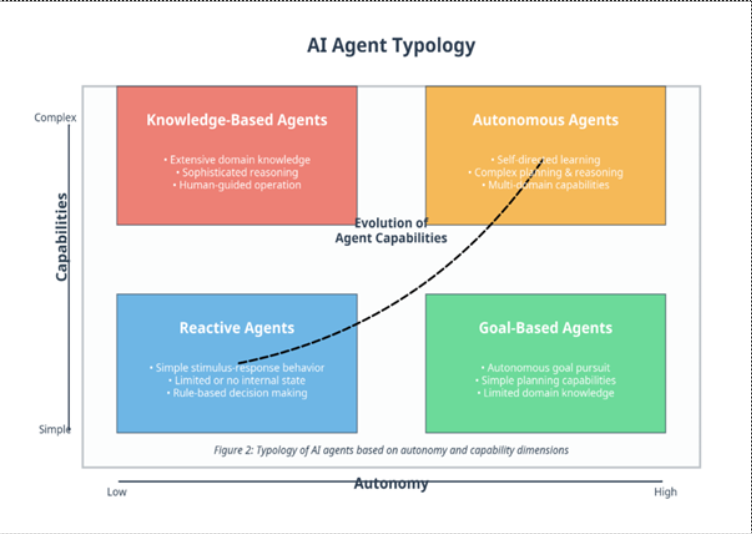 AI Agent Typology
Complex
Knowledge-Based Agents
• Extensive domain knowledge
• Sophisticated reasoning
• Human-guided operation
Autonomous Agents
• Self-directed learning
• Complex planning & reasoning
• Multi-domain capabilities
Capabilities
Evolution of
Agent Capabilities
Reactive Agents
• Simple stimulus-response behavior
• Limited or no internal state
• Rule-based decision making
Goal-Based Agents
• Autonomous goal pursuit
• Simple planning capabilities
• Limited domain knowledge
Simple
Figure 2: Typology of AI agents based on autonomy and capability dimensions
Autonomy
Low
High